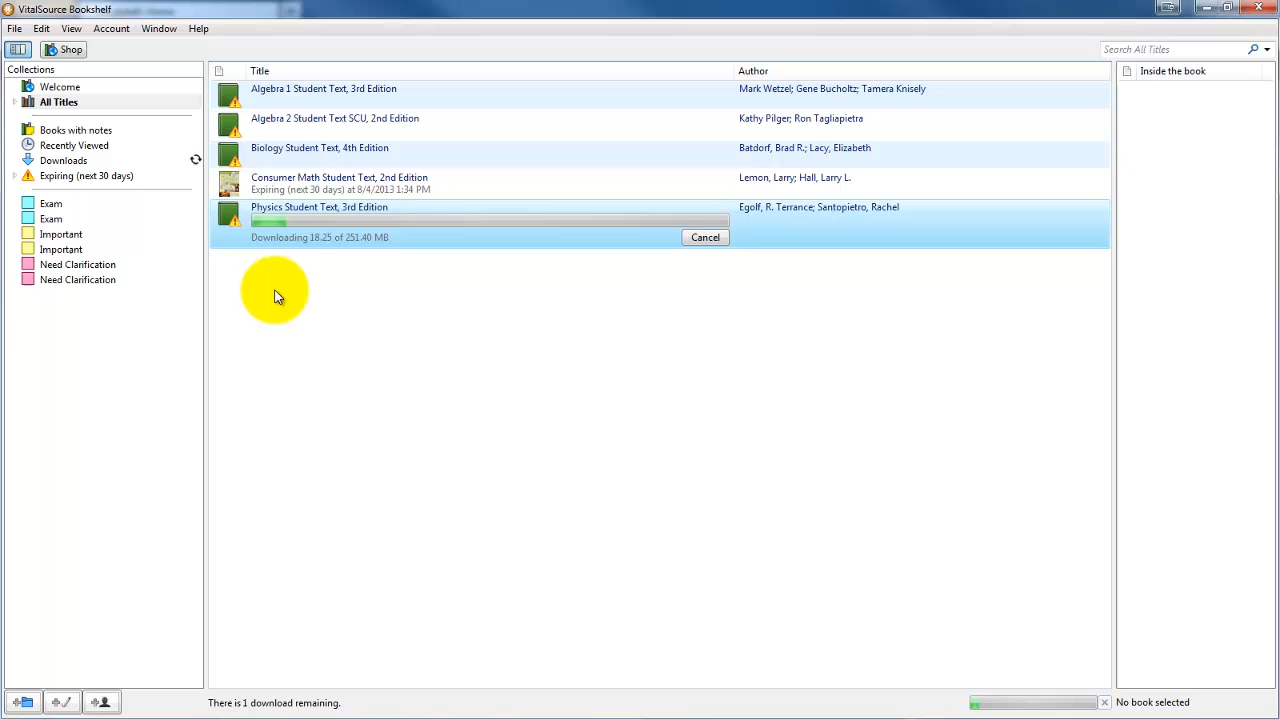 VitalSource Bookshelf
File Edit View Account Window Help
Shop
Search All Titles
Collections
Title Author
Inside the book
Welcome
All Titles
Books with notes
Recently Viewed
Downloads
Expiring (next 30 days)
Exam
Exam
Important
Important
Need Clarification
Need Clarification
Algebra 1 Student Text, 3rd Edition Mark Wetzel; Gene Bucholtz; Tamera Knisely
Algebra 2 Student Text SCU, 2nd Edition Kathy Pilger; Ron Tagliapietra
Biology Student Text, 4th Edition Batdorf, Brad R.; Lacy, Elizabeth
Consumer Math Student Text, 2nd Edition Lemon, Larry; Hall, Larry L.
Expiring (next 30 days) at 8/4/2013 1:34 PM
Physics Student Text, 3rd Edition Egolf, R. Terrance; Santopietro, Rachel
Downloading 18.25 of 251.40 MB Cancel
There is 1 download remaining.
No book selected